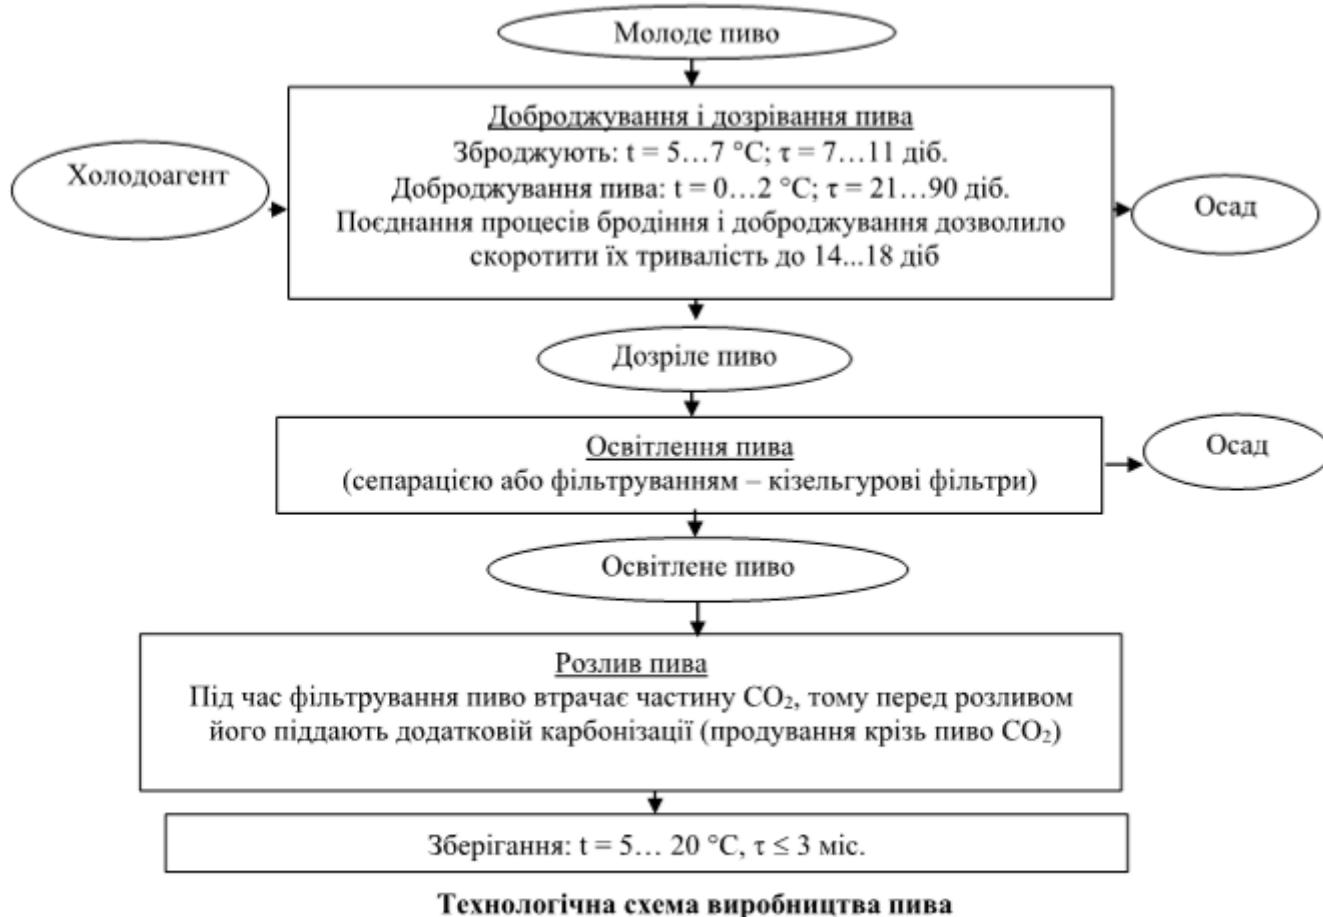 Молоде пиво
Доброджування і дозрівання пива
Зброджують: t = 5…7 °C; τ = 7…11 діб.
Доброджування пива: t = 0…2 °C; τ = 21…90 діб.
Поєднання процесів бродіння і доброджування дозволило
скоротити їх тривалість до 14...18 діб
Холодоагент
Осад
Дозріле пиво
Освітлення пива
(сепарацією або фільтруванням – кізельгурові фільтри)
Осад
Освітлене пиво
Розлив пива
Під час фільтрування пиво втрачає частину CO₂, тому перед розливом
його піддають додатковій карбонізації (продування крізь пиво CO₂)
Зберігання: t = 5… 20 °C, τ ≤ 3 міс.
Технологічна схема виробництва пива